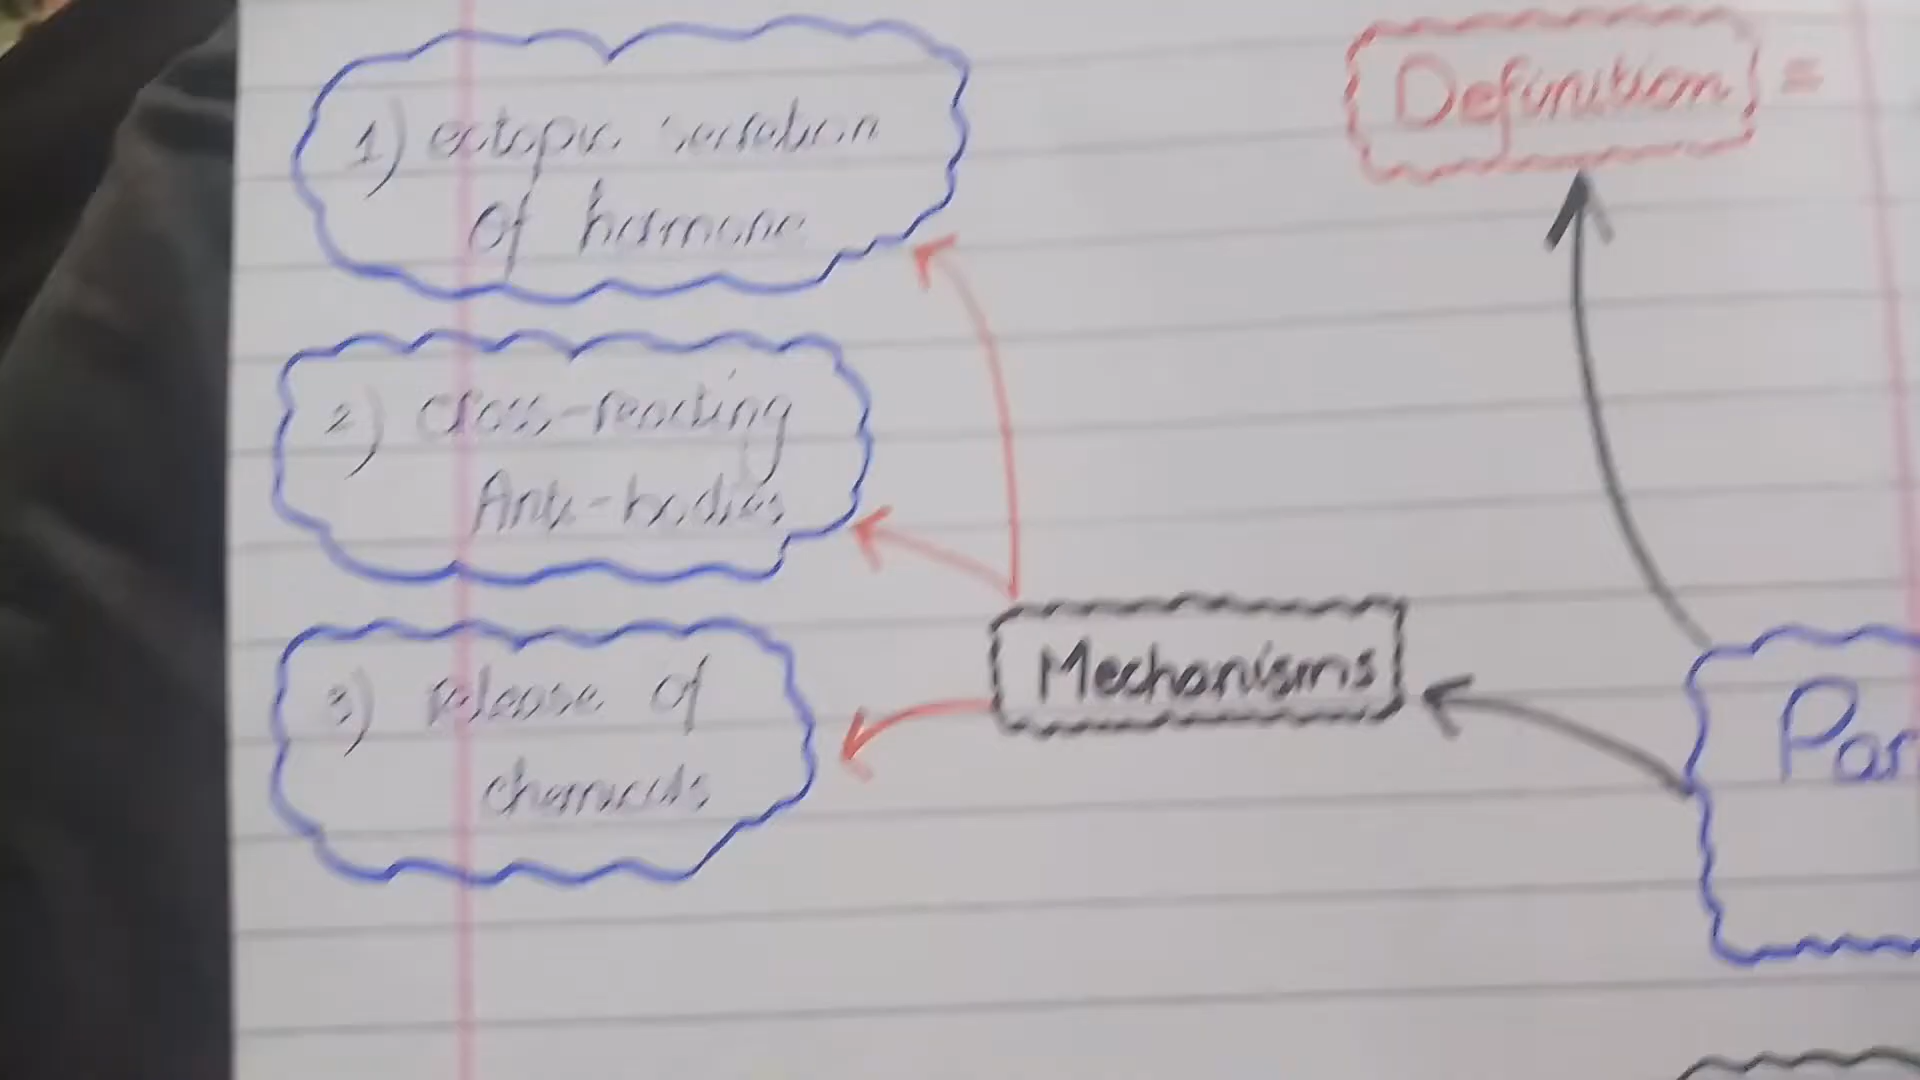 1) ectopic secretion
of hormone
2) cross-reacting
Anti-bodies
3) release of
chemicals
Mechanisms
Definition =
Par